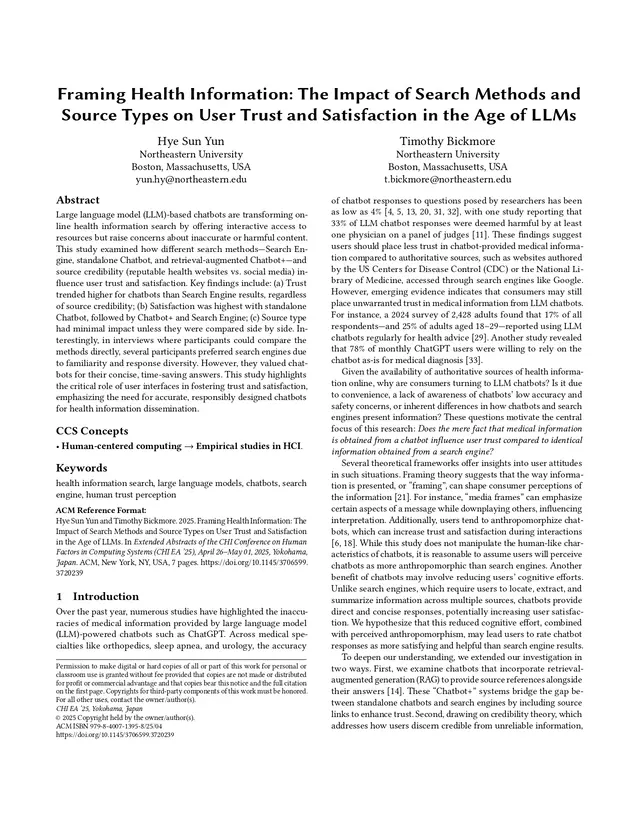 Framing Health Information: The Impact of Search Methods and
Source Types on User Trust and Satisfaction in the Age of LLMs
Hye Sun Yun
Northeastern University
Boston, Massachusetts, USA
yun.hy@northeastern.edu
Timothy Bickmore
Northeastern University
Boston, Massachusetts, USA
t.bickmore@northeastern.edu
Abstract
Large language model (LLM)-based chatbots are transforming on-
line health information search by offering interactive access to
resources but raise concerns about inaccurate or harmful content.
This study examined how different search methods—Search En-
gine, standalone Chatbot, and retrieval-augmented Chatbot+—and
source credibility (reputable health websites vs. social media) in-
fluence user trust and satisfaction. Key findings include: (a) Trust
trended higher for chatbots than Search Engine results, regardless
of source credibility; (b) Satisfaction was highest with standalone
Chatbot, followed by Chatbot+ and Search Engine; (c) Source type
had minimal impact unless they were compared side by side. In-
terestingly, in interviews where participants could compare the
methods directly, several participants preferred search engines due
to familiarity and response diversity. However, they valued chat-
bots for their concise, time-saving answers. This study highlights
the critical role of user interfaces in fostering trust and satisfaction,
emphasizing the need for accurate, responsibly designed chatbots
for health information dissemination.
CCS Concepts
• Human-centered computing → Empirical studies in HCI.
Keywords
health information search, large language models, chatbots, search
engine, human trust perception
ACM Reference Format:
Hye Sun Yun and Timothy Bickmore. 2025. Framing Health Information: The
Impact of Search Methods and Source Types on User Trust and Satisfaction
in the Age of LLMs. In Extended Abstracts of the CHI Conference on Human
Factors in Computing Systems (CHI EA '25), April 26–May 01, 2025, Yokohama,
Japan. ACM, New York, NY, USA, 7 pages. https://doi.org/10.1145/3706599.
3720239
1 Introduction
Over the past year, numerous studies have highlighted the inaccu-
racies of medical information provided by large language model
(LLM)-powered chatbots such as ChatGPT. Across medical spe-
cialties like orthopedics, sleep apnea, and urology, the accuracy
Permission to make digital or hard copies of all or part of this work for personal or
classroom use is granted without fee provided that copies are not made or distributed
for profit or commercial advantage and that copies bear this notice and the full citation
on the first page. Copyrights for third-party components of this work must be honored.
For all other uses, contact the owner/author(s).
CHI EA '25, Yokohama, Japan
© 2025 Copyright held by the owner/author(s).
ACM ISBN 979-8-4007-1395-8/25/04
https://doi.org/10.1145/3706599.3720239
of chatbot responses to questions posed by researchers has been
as low as 4% [4, 5, 13, 20, 31, 32], with one study reporting that
33% of LLM chatbot responses were deemed harmful by at least
one physician on a panel of judges [11]. These findings suggest
users should place less trust in chatbot-provided medical informa-
tion compared to authoritative sources, such as websites authored
by the US Centers for Disease Control (CDC) or the National Li-
brary of Medicine, accessed through search engines like Google.
However, emerging evidence indicates that consumers may still
place unwarranted trust in medical information from LLM chatbots.
For instance, a 2024 survey of 2,428 adults found that 17% of all
respondents—and 25% of adults aged 18–29—reported using LLM
chatbots regularly for health advice [29]. Another study revealed
that 78% of monthly ChatGPT users were willing to rely on the
chatbot as-is for medical diagnosis [33].
Given the availability of authoritative sources of health informa-
tion online, why are consumers turning to LLM chatbots? Is it due
to convenience, a lack of awareness of chatbots' low accuracy and
safety concerns, or inherent differences in how chatbots and search
engines present information? These questions motivate the central
focus of this research: Does the mere fact that medical information
is obtained from a chatbot influence user trust compared to identical
information obtained from a search engine?
Several theoretical frameworks offer insights into user attitudes
in such situations. Framing theory suggests that the way informa-
tion is presented, or "framing", can shape consumer perceptions of
the information [21]. For instance, "media frames" can emphasize
certain aspects of a message while downplaying others, influencing
interpretation. Additionally, users tend to anthropomorphize chat-
bots, which can increase trust and satisfaction during interactions
[6, 18]. While this study does not manipulate the human-like char-
acteristics of chatbots, it is reasonable to assume users will perceive
chatbots as more anthropomorphic than search engines. Another
benefit of chatbots may involve reducing users' cognitive efforts.
Unlike search engines, which require users to locate, extract, and
summarize information across multiple sources, chatbots provide
direct and concise responses, potentially increasing user satisfac-
tion. We hypothesize that this reduced cognitive effort, combined
with perceived anthropomorphism, may lead users to rate chatbot
responses as more satisfying and helpful than search engine results.
To deepen our understanding, we extended our investigation in
two ways. First, we examine chatbots that incorporate retrieval-
augmented generation (RAG) to provide source references alongside
their answers [14]. These "Chatbot+" systems bridge the gap be-
tween standalone chatbots and search engines by including source
links to enhance trust. Second, drawing on credibility theory, which
addresses how users discern credible from unreliable information,